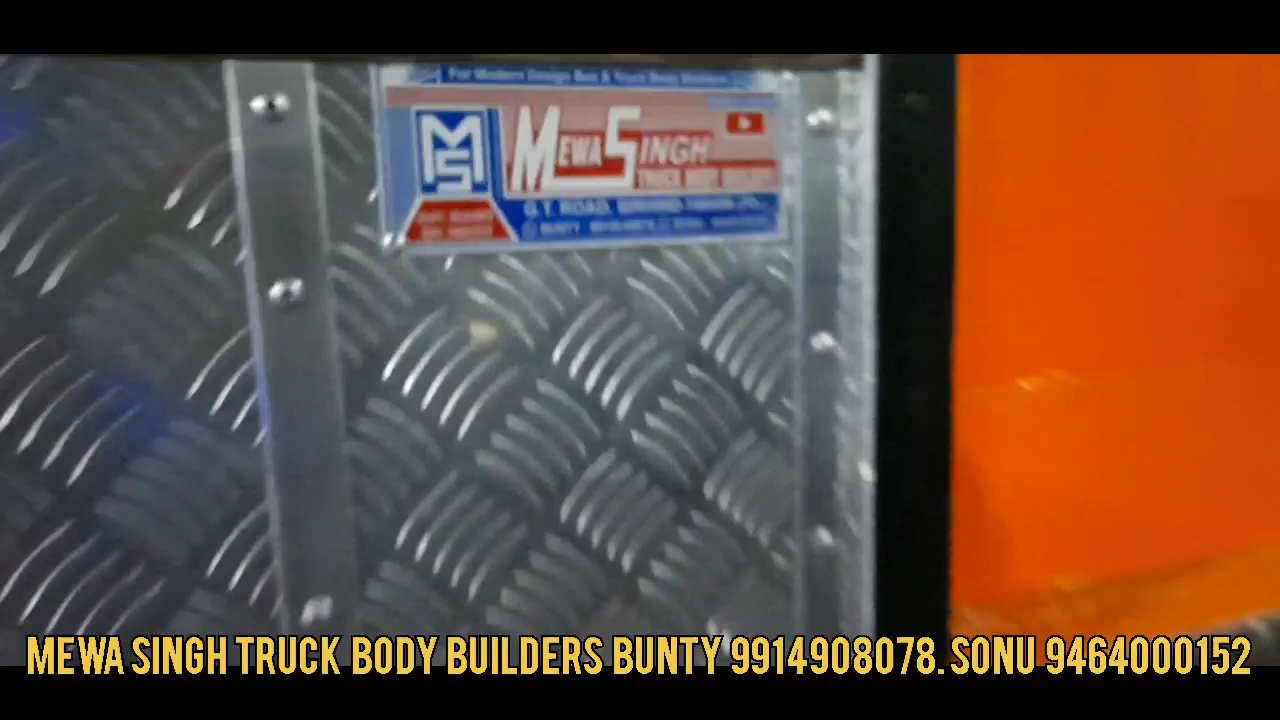 For Modern Design Bus & Truck Body Builders
MS
MEWA SINGH
TRUCK BODY BUILDERS
G.T. ROAD,
BUNTY
MEWA SINGH TRUCK BODY BUILDERS BUNTY 9914908078. SONU 9464000152